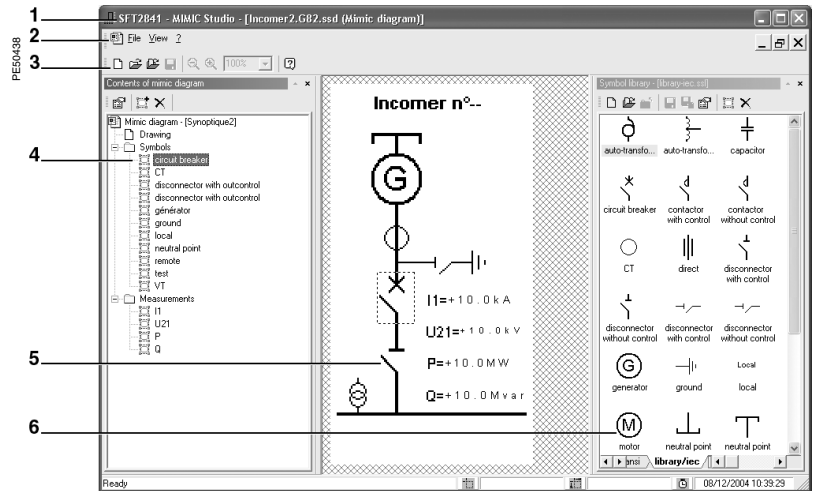 1
SFT2841 - MIMIC Studio - [Incomer2.G82.ssd (Mimic diagram)]
2
File View ?
3
100%
PE50438
Contents of mimic diagram
Mimic diagram - [Synoptique2]
Drawing
Symbols
4
circuit breaker
CT
disconnector with outcontrol
disconnector with outcontrol
générator
ground
local
neutral point
remote
test
VT
Measurements
I1
U21
P
Q
5
6
Incomer n°--
G
I1=+10.0kA
U21=+10.0kV
P=+10.0MW
Q=+10.0Mvar
Symbol library - [library-iec.ssl]
auto-transfo... auto-transfo... capacitor
circuit breaker contactor with control contactor without control
CT direct disconnector with control
disconnector without control disconnector with control disconnector without control
G Local
generator ground local
M
motor neutral point neutral point
ansi library/iec
Ready 08/12/2004 10:39:29